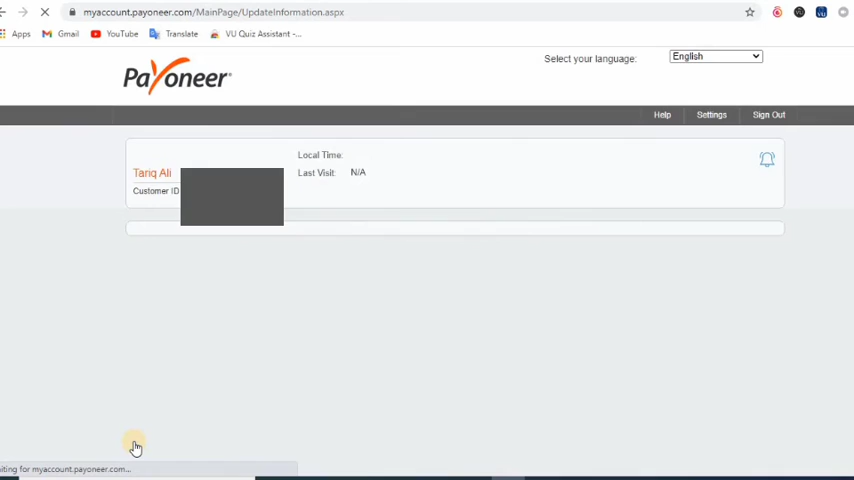 myaccount.payoneer.com/MainPage/UpdateInformation.aspx
Apps Gmail YouTube Translate VU Quiz Assistant -...
Select your language: English
Payoneer
Help Settings Sign Out
Local Time:
Tariq Ali
Last Visit: N/A
Customer ID
iting for myaccount.payoneer.com...